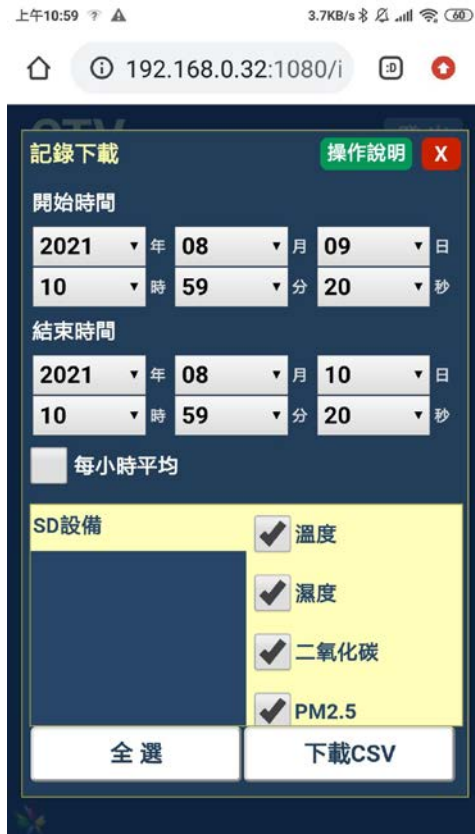 上午10:59 ?
3.7KB/s 60
192.168.0.32:1080/i :D
記錄下載 操作說明 X
開始時間
2021 年 08 月 09 日
10 時 59 分 20 秒
結束時間
2021 年 08 月 10 日
10 時 59 分 20 秒
每小時平均
SD設備
溫度
濕度
二氧化碳
PM2.5
全 選 下載CSV